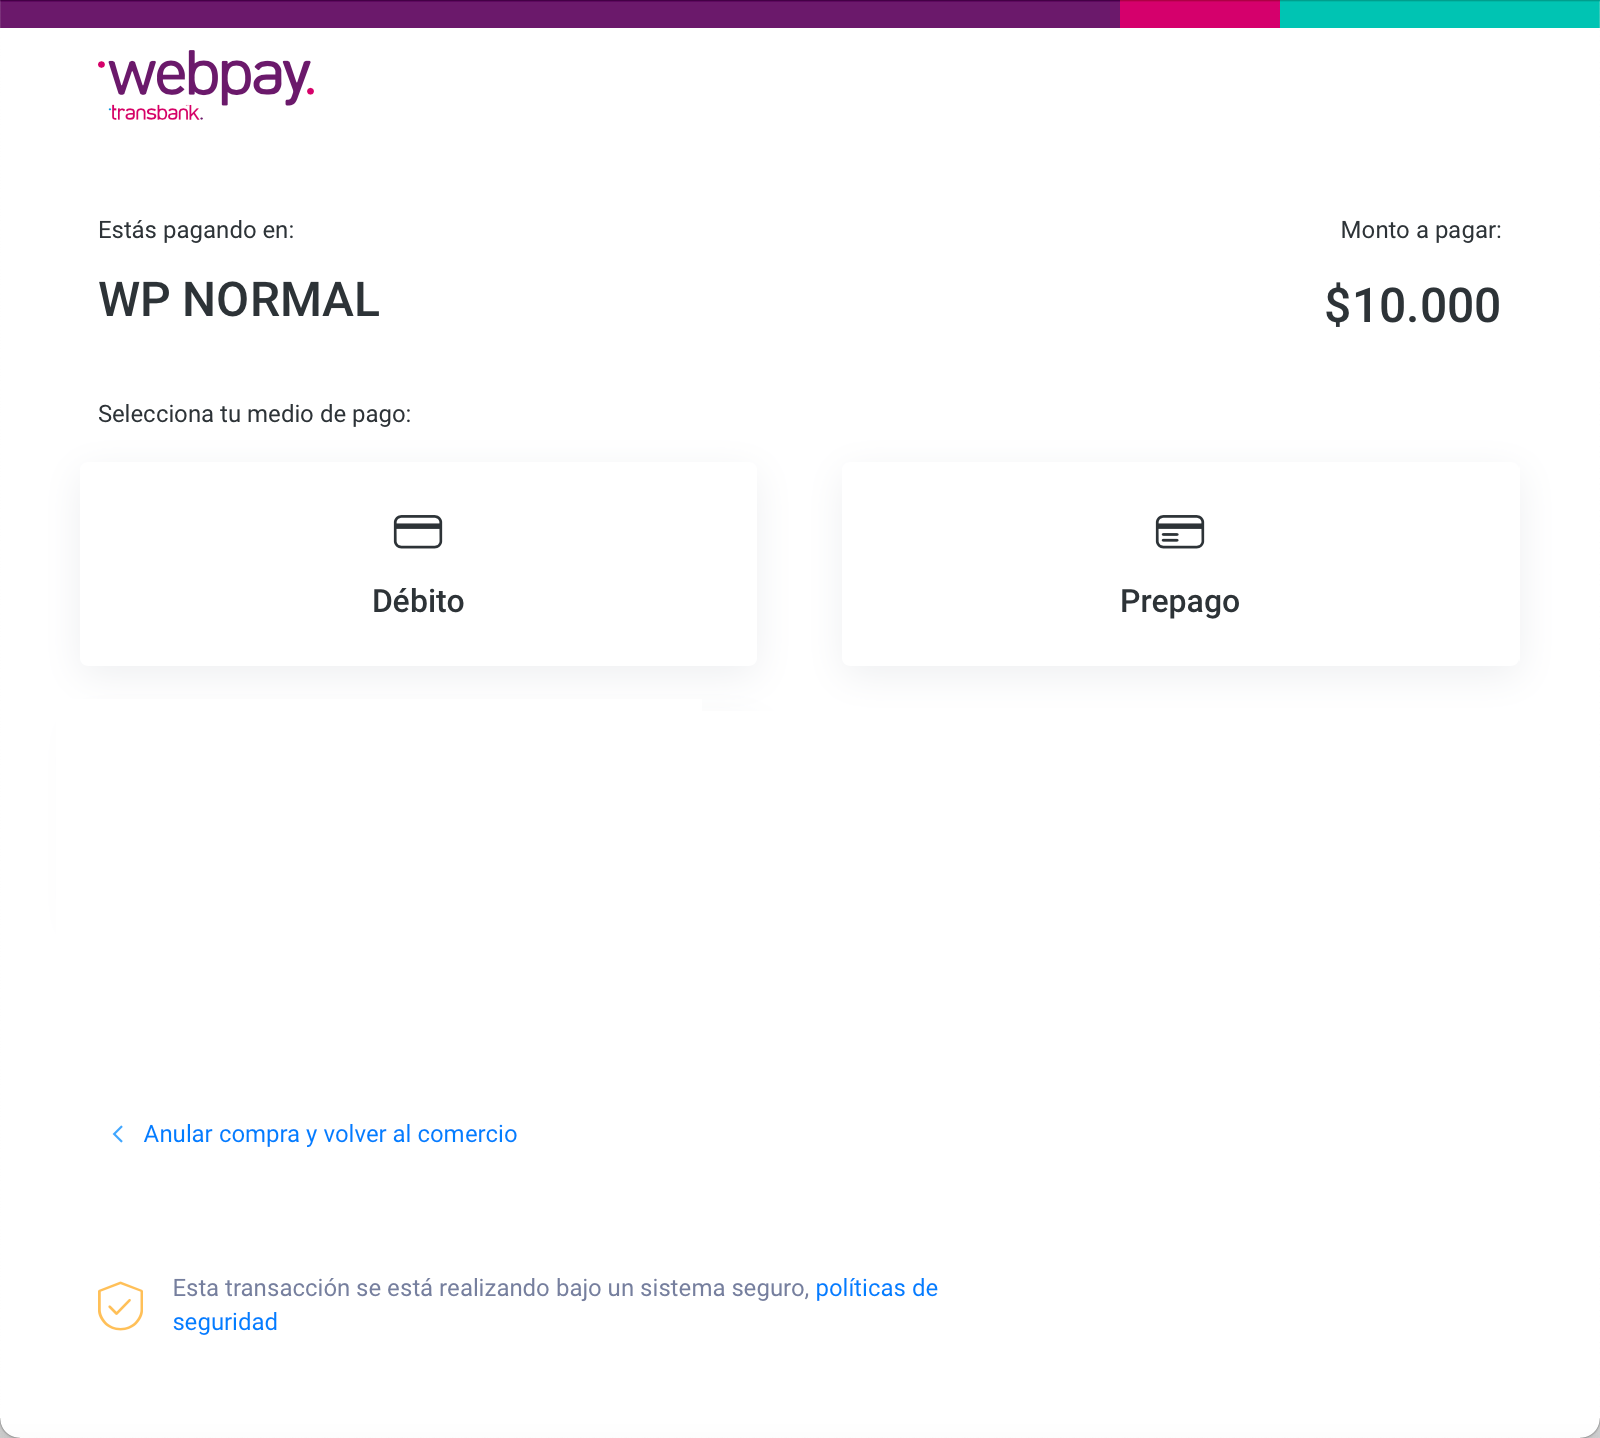 webpay.
transbank.
Estás pagando en:
Monto a pagar:
WP NORMAL
$10.000
Selecciona tu medio de pago:
Débito
Prepago
Anular compra y volver al comercio
Esta transacción se está realizando bajo un sistema seguro, políticas de
seguridad